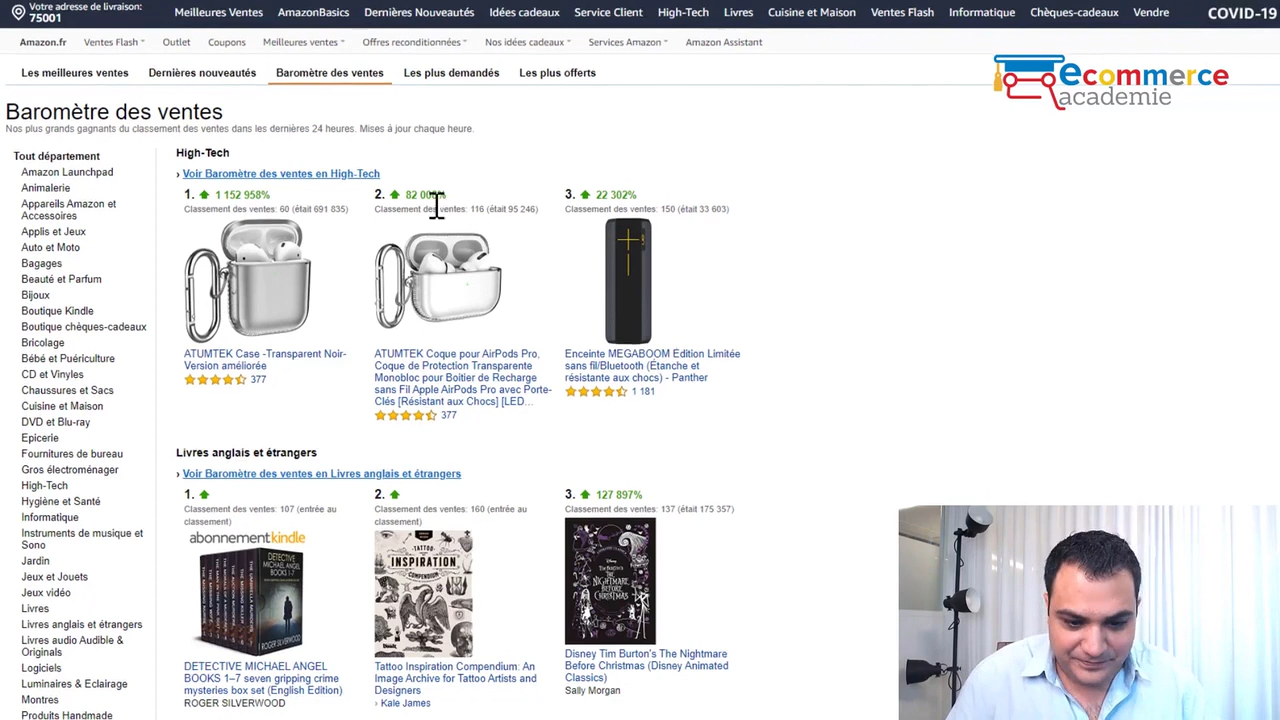 Votre adresse de livraison:
75001
Meilleures Ventes AmazonBasics Dernières Nouveautés Idées cadeaux Service Client High-Tech Livres Cuisine et Maison Ventes Flash Informatique Chèques-cadeaux Vendre
COVID-19
Amazon.fr Ventes Flash Outlet Coupons Meilleures ventes Offres reconditionnées Nos idées cadeaux Services Amazon Amazon Assistant
Les meilleures ventes Dernières nouveautés Baromètre des ventes Les plus demandés Les plus offerts
ecommerce
academie
Baromètre des ventes
Nos plus grands gagnants du classement des ventes dans les dernières 24 heures. Mises à jour chaque heure.
Tout département
Amazon Launchpad
Animalerie
Appareils Amazon et
Accessoires
Applis et Jeux
Auto et Moto
Bagages
Beauté et Parfum
Bijoux
Boutique Kindle
Boutique chèques-cadeaux
Bricolage
Bébé et Puériculture
CD et Vinyles
Chaussures et Sacs
Cuisine et Maison
DVD et Blu-ray
Epicerie
Fournitures de bureau
Gros électroménager
High-Tech
Hygiène et Santé
Informatique
Instruments de musique et
Sono
Jardin
Jeux et Jouets
Jeux vidéo
Livres
Livres anglais et étrangers
Livres audio Audible &
Originals
Logiciels
Luminaires & Eclairage
Montres
Produits Handmade
High-Tech
› Voir Baromètre des ventes en High-Tech
1. 1 152 958%
Classement des ventes: 60 (était 691 835)
ATUMTEK Case -Transparent Noir-
Version améliorée
377
2. 82
Classement des ventes: 116 (était 95 246)
ATUMTEK Coque pour AirPods Pro,
Coque de Protection Transparente
Monobloc pour Boitier de Recharge
sans Fil Apple AirPods Pro avec Porte-
Clés [Résistant aux Chocs] [LED...
377
3. 22 302%
Classement des ventes: 150 (était 33 603)
Enceinte MEGABOOM Edition Limitée
sans fil/Bluetooth (Étanche et
résistante aux chocs) - Panther
1 181
Livres anglais et étrangers
› Voir Baromètre des ventes en Livres anglais et étrangers
1.
Classement des ventes: 107 (entrée au
classement)
abonnementkindle
DETECTIVE
MICHAEL ANGEL
BOOKS 1-7
ROGER SILVERWOOD
DETECTIVE MICHAEL ANGEL
BOOKS 1–7 seven gripping crime
mysteries box set (English Edition)
ROGER SILVERWOOD
2.
Classement des ventes: 160 (entrée au
classement)
TATTOO
INSPIRATION
COMPENDIUM
Tattoo Inspiration Compendium: An
Image Archive for Tattoo Artists and
Designers
› Kale James
3. 127 897%
Classement des ventes: 137 (était 175 357)
Disney
Tim Burton's The
NIGHTMARE
BEFORE
CHRISTMAS
Disney Tim Burton's The Nightmare
Before Christmas (Disney Animated
Classics)
Sally Morgan